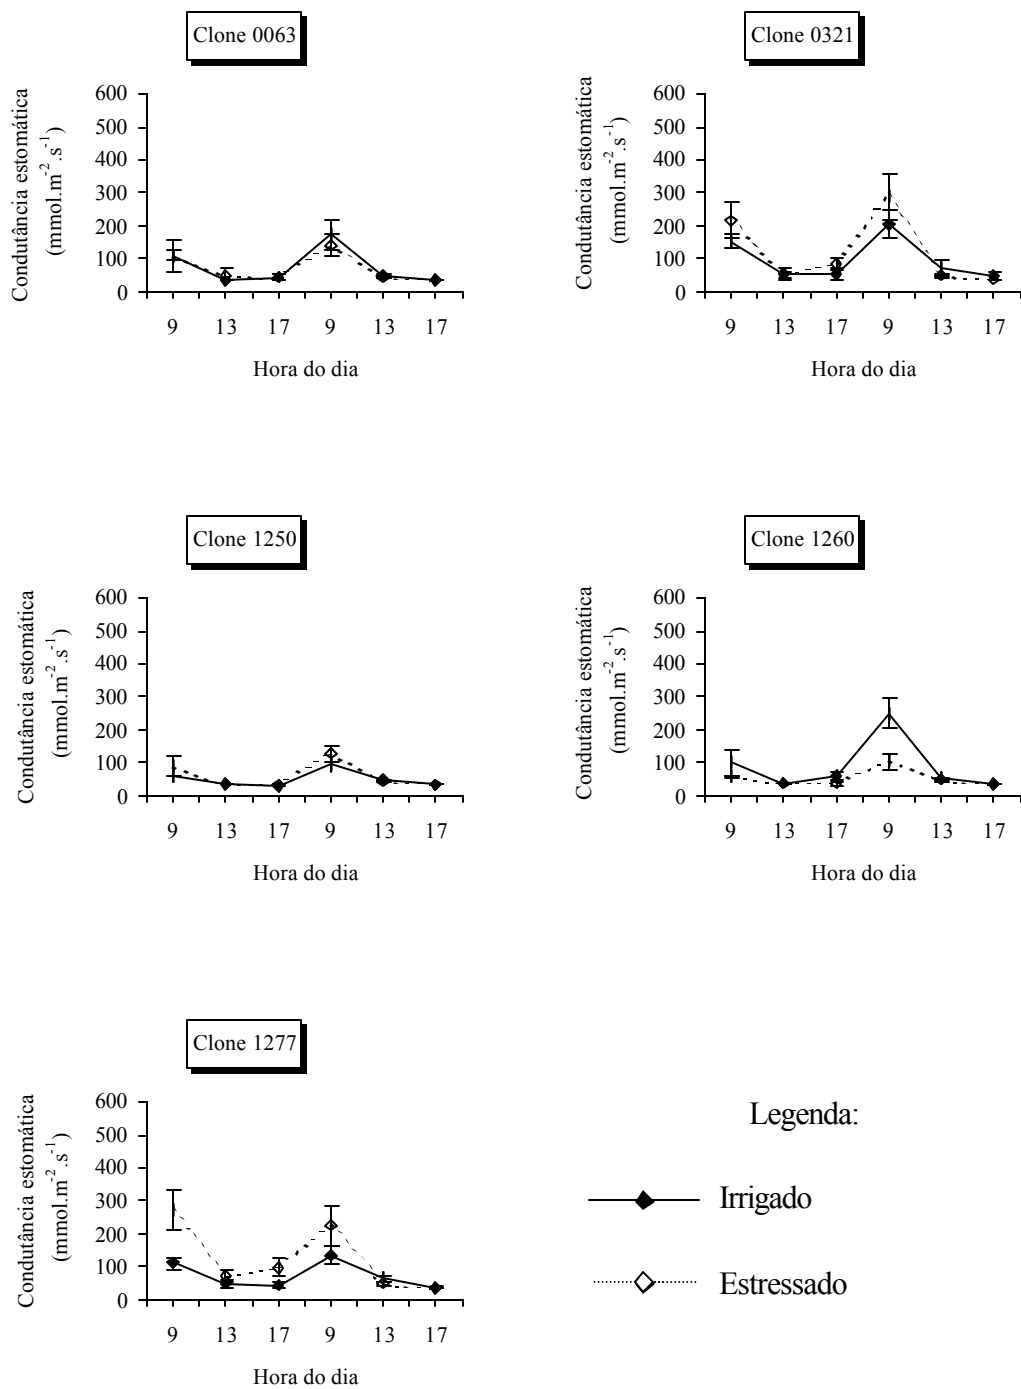 Clone 0063
Clone 0321
Condutância estomática
(mmol.m-2.s-1)
600
500
400
300
200
100
0
9 13 17 9 13 17
Hora do dia
Condutância estomática
(mmol.m-2.s-1)
600
500
400
300
200
100
0
9 13 17 9 13 17
Hora do dia
Clone 1250
Clone 1260
Condutância estomática
(mmol.m-2.s-1)
600
500
400
300
200
100
0
9 13 17 9 13 17
Hora do dia
Condutância estomática
(mmol.m-2.s-1)
600
500
400
300
200
100
0
9 13 17 9 13 17
Hora do dia
Clone 1277
Condutância estomática
(mmol.m-2.s-1)
600
500
400
300
200
100
0
9 13 17 9 13 17
Hora do dia
Legenda:
Irrigado
Estressado